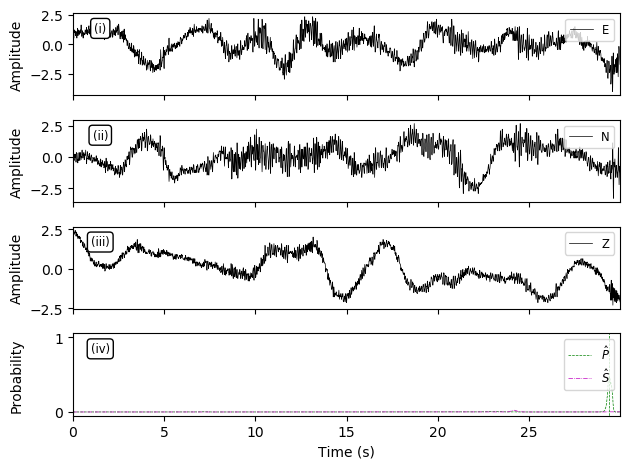 2.5
0.0
−2.5
Amplitude
(i)
E
2.5
0.0
−2.5
Amplitude
(ii)
N
2.5
0.0
−2.5
Amplitude
(iii)
Z
1
0
Probability
(iv)
P̂
Ŝ
0 5 10 15 20 25
Time (s)